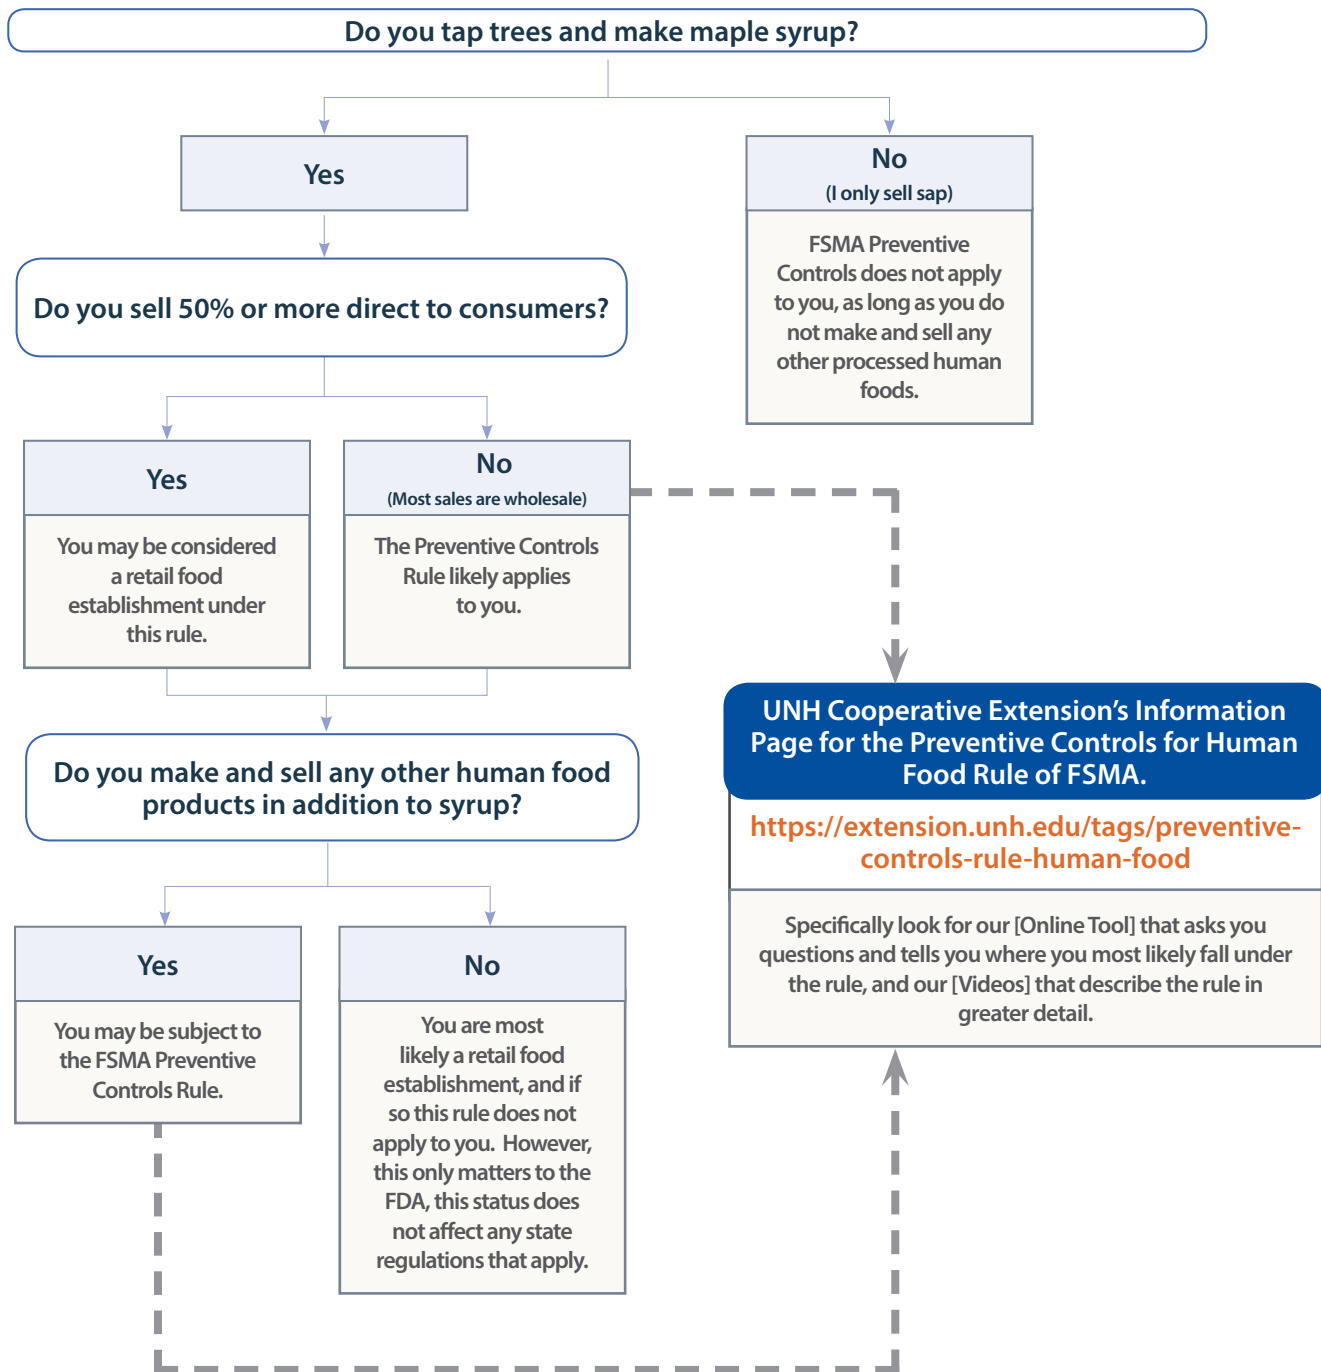 Do you tap trees and make maple syrup?
Yes
No
(I only sell sap)
FSMA Preventive
Controls does not apply
to you, as long as you do
not make and sell any
other processed human
foods.
Do you sell 50% or more direct to consumers?
Yes
You may be considered
a retail food
establishment under
this rule.
No
(Most sales are wholesale)
The Preventive Controls
Rule likely applies
to you.
UNH Cooperative Extension’s Information
Page for the Preventive Controls for Human
Food Rule of FSMA.
https://extension.unh.edu/tags/preventive-
controls-rule-human-food
Specifically look for our [Online Tool] that asks you
questions and tells you where you most likely fall under
the rule, and our [Videos] that describe the rule in
greater detail.
Do you make and sell any other human food
products in addition to syrup?
Yes
You may be subject to
the FSMA Preventive
Controls Rule.
No
You are most
likely a retail food
establishment, and if
so this rule does not
apply to you.  However,
this only matters to the
FDA, this status does
not affect any state
regulations that apply.